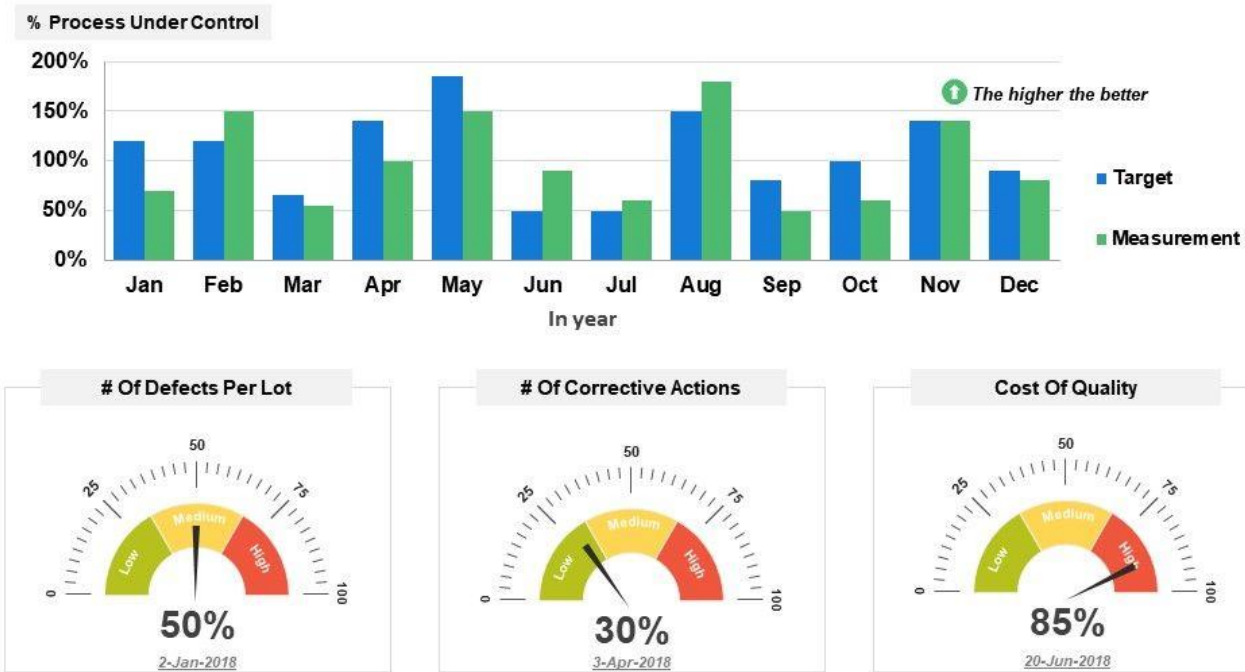 % Process Under Control
200%
150%
100%
50%
0%
The higher the better
Target
Measurement
Jan Feb Mar Apr May Jun Jul Aug Sep Oct Nov Dec
In year
# Of Defects Per Lot
0
25
50
75
100
Low
Medium
High
50%
2-Jan-2018
# Of Corrective Actions
0
25
50
75
100
Low
Medium
High
30%
3-Apr-2018
Cost Of Quality
0
25
50
75
100
Low
Medium
High
85%
20-Jun-2018